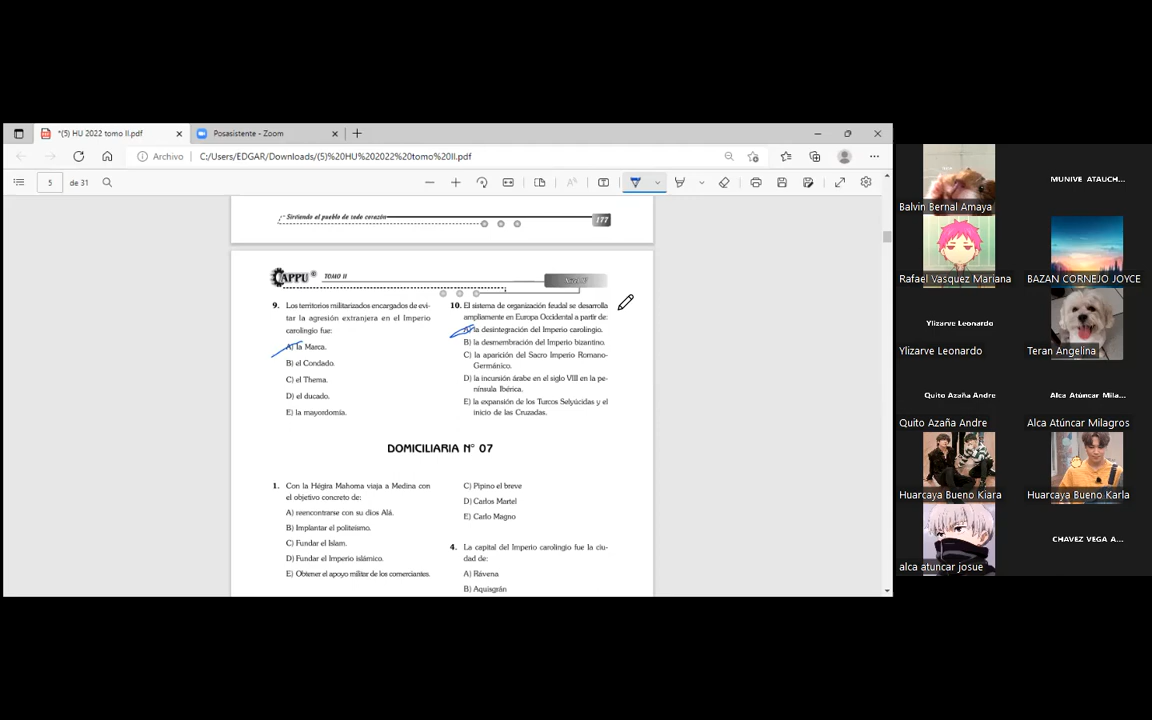 *(5) HU 2022 tomo II.pdf
Posasistente - Zoom
Archivo
C:/Users/EDGAR/Downloads/(5)%20HU%202022%20tomo%20II.pdf
5
de 31
Sirviendo al pueblo de todo corazón
177
CAPPU
TOMO II
9. Los territorios militarizados encargados de evi-
tar la agresión extranjera en el Imperio
carolingio fue:
A) la Marca.
B) el Condado.
C) el Thema.
D) el ducado.
E) la mayordomía.
10. El sistema de organización feudal se desarrolla
ampliamente en Europa Occidental a partir de:
A) la desintegración del Imperio carolingio.
B) la desmembración del Imperio bizantino.
C) la aparición del Sacro Imperio Romano-
Germánico.
D) la incursión árabe en el siglo VIII en la pe-
nínsula Ibérica.
E) la expansión de los Turcos Selyúcidas y el
inicio de las Cruzadas.
DOMICILIARIA N° 07
1. Con la Hégira Mahoma viaja a Medina con
el objetivo concreto de:
A) reencontrarse con su dios Alá.
B) Implantar el politeísmo.
C) Fundar el Islam.
D) Fundar el Imperio islámico.
E) Obtener el apoyo militar de los comerciantes.
C) Pipino el breve
D) Carlos Martel
E) Carlo Magno
4. La capital del Imperio carolingio fue la ciu-
dad de:
A) Rávena
B) Aquisgrán
Balvin Bernal Amaya
MUNIVE ATAUCH...
Rafael Vasquez Mariana
BAZAN CORNEJO JOYCE
Ylizarve Leonardo
Ylizarve Leonardo
Teran Angelina
Quito Azaña Andre
Quito Azaña Andre
Alca Atúncar Mila...
Alca Atúncar Milagros
Huarcaya Bueno Kiara
Huarcaya Bueno Karla
alca atuncar josue
CHAVEZ VEGA A...